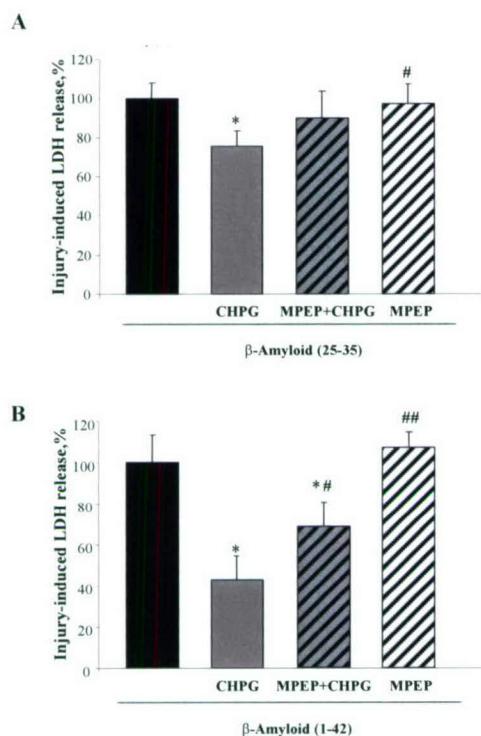 A
Injury-induced LDH release,%
120
100
80
60
40
20
0
*
#
CHPG MPEP+CHPG MPEP
β-Amyloid (25-35)
B
Injury-induced LDH release,%
120
100
80
60
40
20
0
*
*#
##
CHPG MPEP+CHPG MPEP
β-Amyloid (1-42)